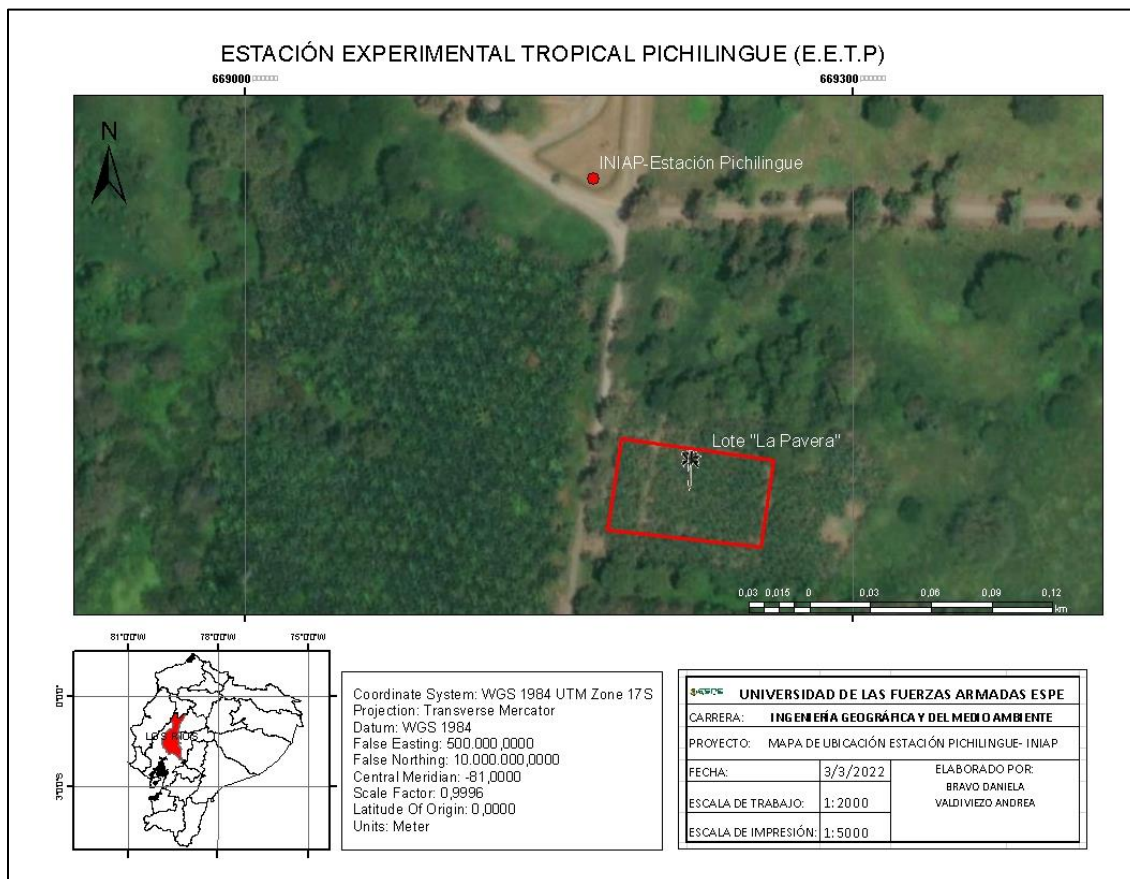 ESTACIÓN EXPERIMENTAL TROPICAL PICHILINGUE (E.E.T.P)
669000
669300
N
INIAP-Estación Pichilingue
Lote "La Pavera"
0,03 0,015 0 0,03 0,06 0,09 0,12
km
81°0'0"W 78°0'0"W 75°0'0"W
0°0'0"
LOS RIOS
3°0'0"S
Coordinate System: WGS 1984 UTM Zone 17S
Projection: Transverse Mercator
Datum: WGS 1984
False Easting: 500.000,0000
False Northing: 10.000.000,0000
Central Meridian: -81,0000
Scale Factor: 0,9996
Latitude Of Origin: 0,0000
Units: Meter
ESPE UNIVERSIDAD DE LAS FUERZAS ARMADAS ESPE
CARRERA: INGENIERÍA GEOGRÁFICA Y DEL MEDIO AMBIENTE
PROYECTO: MAPA DE UBICACIÓN ESTACIÓN PICHILINGUE- INIAP
FECHA: 3/3/2022
ESCALA DE TRABAJO: 1:2000
ESCALA DE IMPRESIÓN: 1:5000
ELABORADO POR:
BRAVO DANIELA
VALDIVIEZO ANDREA